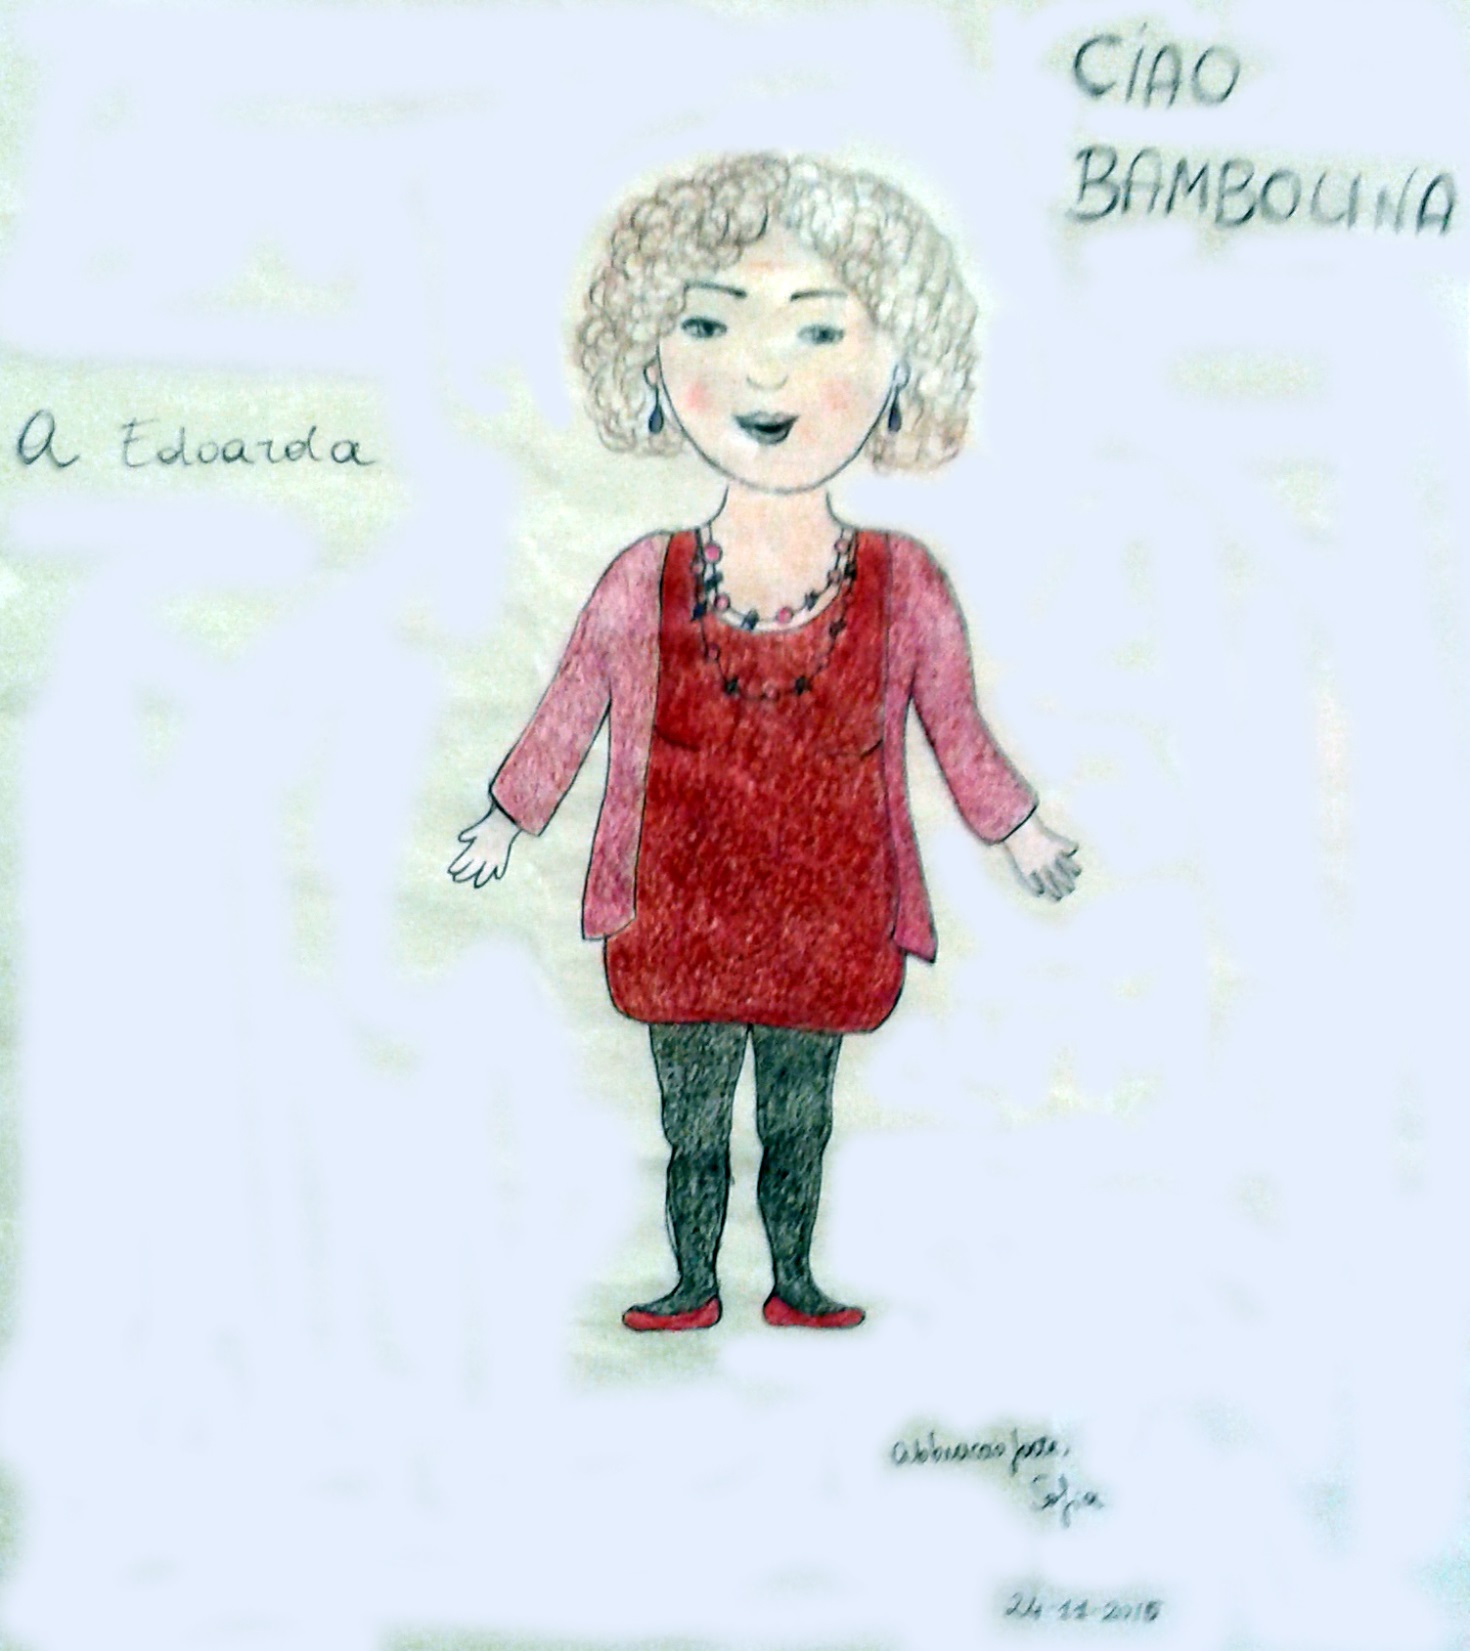 CIAO
BAMBOLINA
A Edoarda
abbraccio forte,
Sofia
24-11-2015